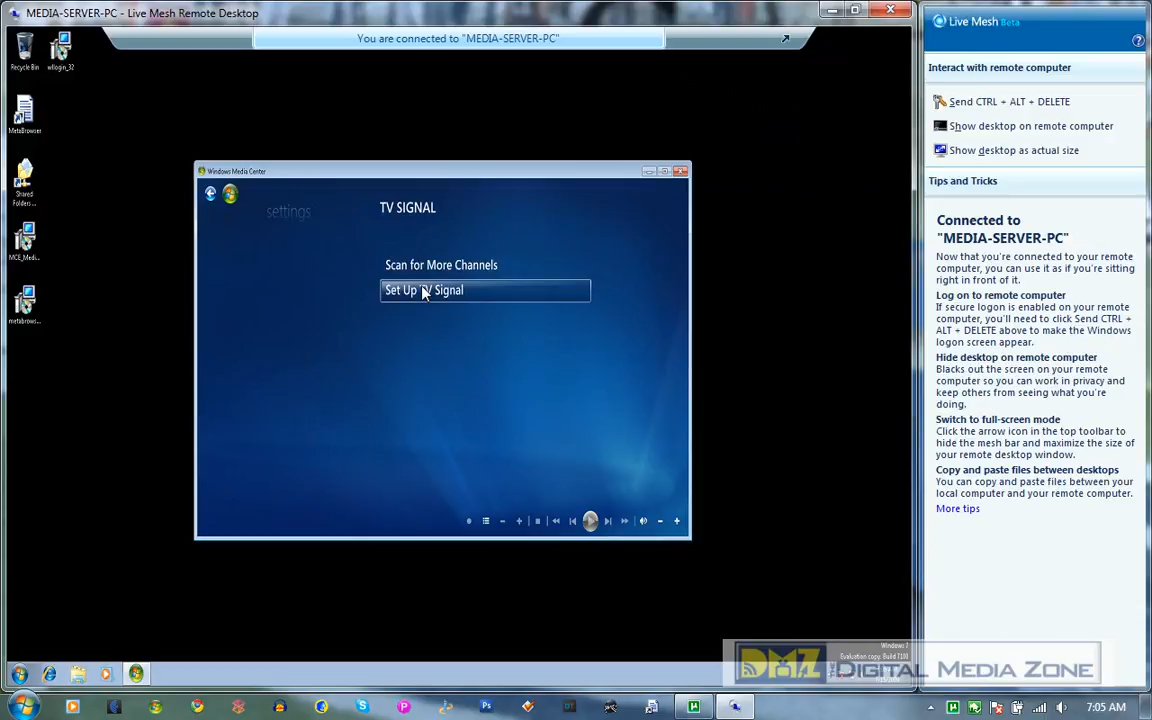 MEDIA-SERVER-PC - Live Mesh Remote Desktop
You are connected to "MEDIA-SERVER-PC"
Recycle Bin
wllogin_32
MetaBrowser
Shared
Folders...
MCE_Medi...
metabrows...
Windows Media Center
settings
TV SIGNAL
Scan for More Channels
Set Up TV Signal
Live Mesh Beta
Interact with remote computer
Send CTRL + ALT + DELETE
Show desktop on remote computer
Show desktop as actual size
Tips and Tricks
Connected to
"MEDIA-SERVER-PC"
Now that you're connected to your remote
computer, you can use it as if you're sitting
right in front of it.
Log on to remote computer
If secure logon is enabled on your remote
computer, you'll need to click Send CTRL +
ALT + DELETE above to make the Windows
logon screen appear.
Hide desktop on remote computer
Blacks out the screen on your remote
computer so you can work in privacy and
keep others from seeing what you're
doing.
Switch to full-screen mode
Click the arrow icon in the top toolbar to
hide the mesh bar and maximize the size of
your remote desktop window.
Copy and paste files between desktops
You can copy and paste files between your
local computer and your remote computer.
More tips
Windows 7
Evaluation copy. Build 7100
DMZ DIGITAL MEDIA ZONE
7:05 AM